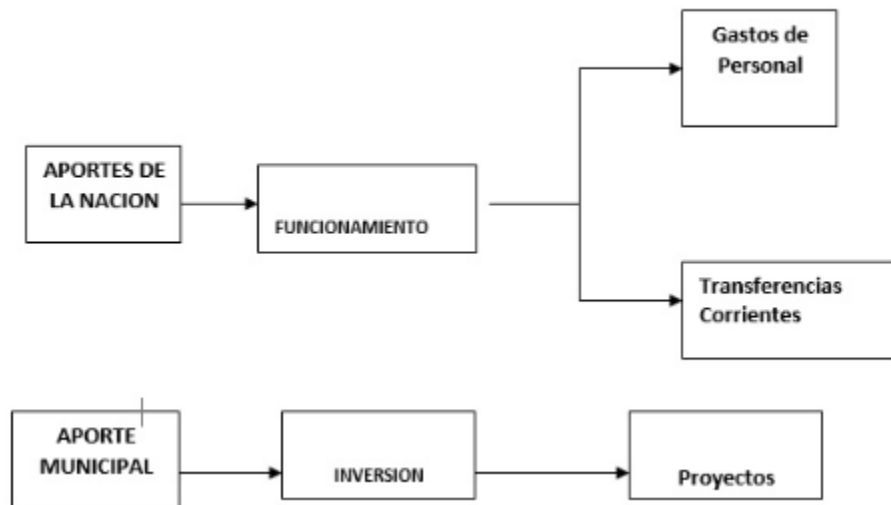 Gastos de
Personal
APORTES DE
LA NACION
FUNCIONAMIENTO
Transferencias
Corrientes
APORTE
MUNICIPAL
INVERSION
Proyectos